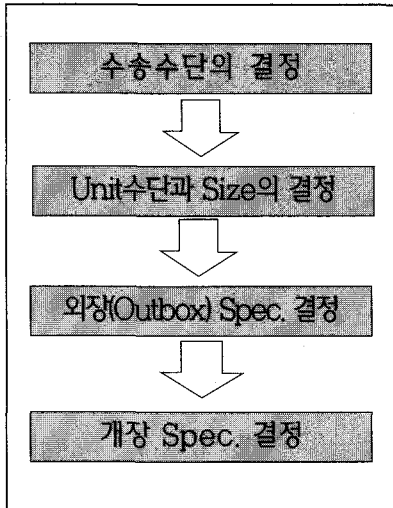 수송수단의 결정
Unit수단과 Size의 결정
외장(Outbox) Spec. 결정
개장 Spec. 결정